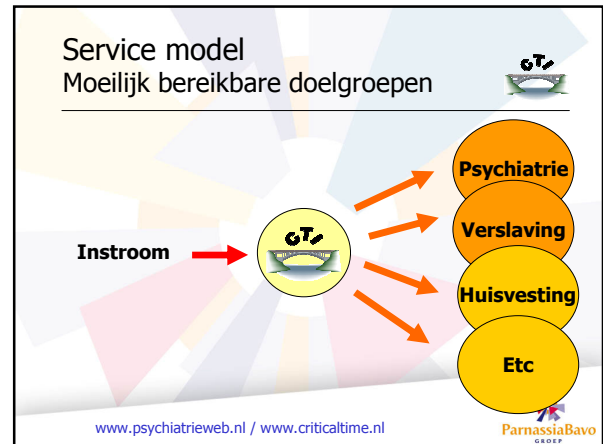 Service model
Moeilijk bereikbare doelgroepen
CTI
Psychiatrie
Verslaving
Instroom
CTI
Huisvesting
Etc
www.psychiatrieweb.nl / www.criticaltime.nl
ParnassiaBavo
GROEP